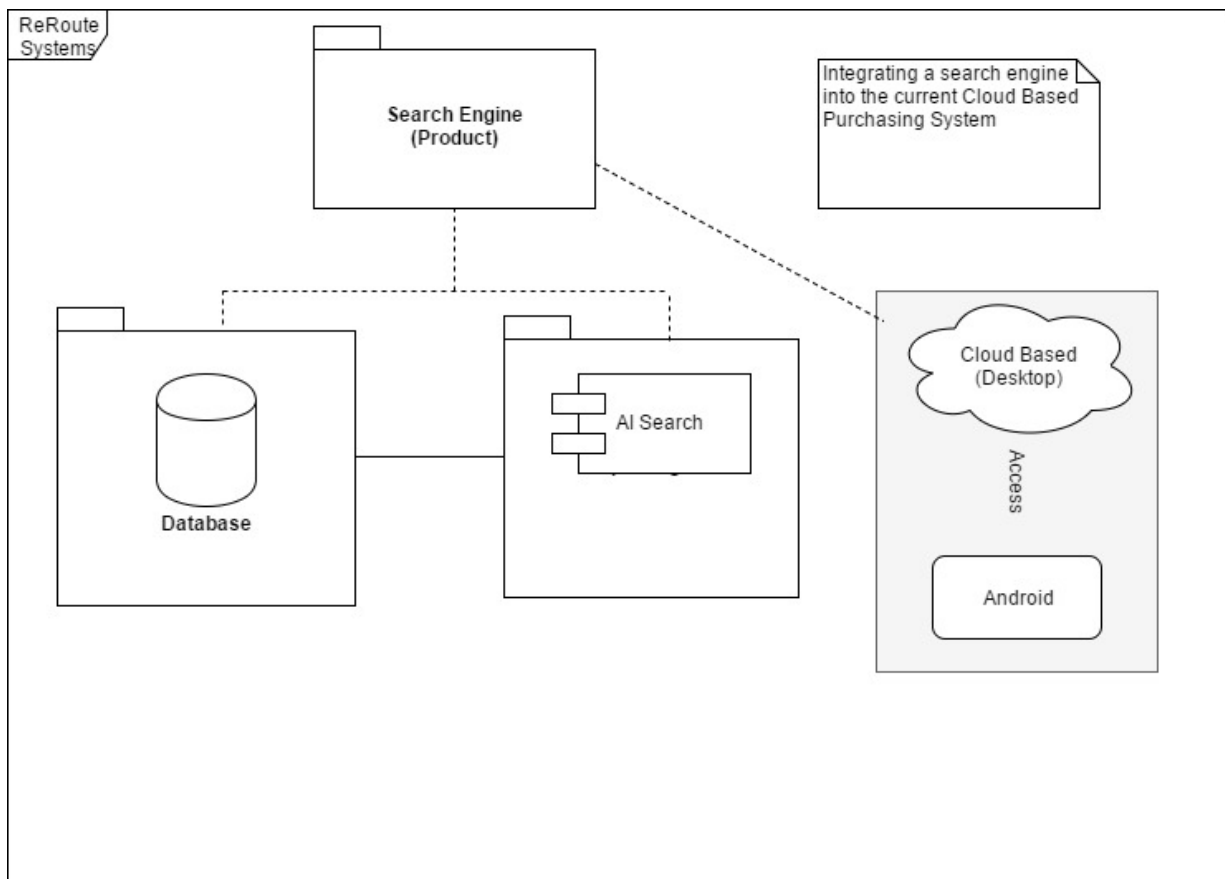 ReRoute
Systems
Search Engine
(Product)
Integrating a search engine
into the current Cloud Based
Purchasing System
Cloud Based
(Desktop)
AI Search
Access
Database
Android